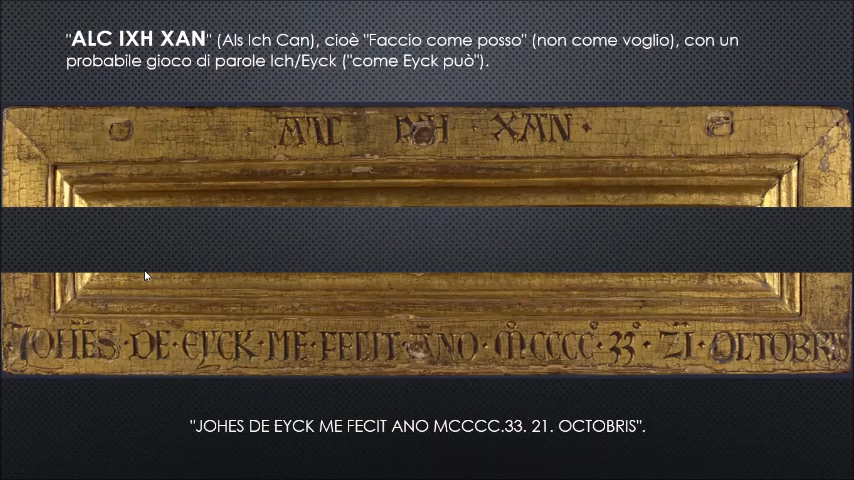 "ALC IXH XAN" (Als Ich Can), cioè "Faccio come posso" (non come voglio), con un
probabile gioco di parole Ich/Eyck ("come Eyck può").
AΛC IXH XAN
JOHES · DE · EYCK · ME · FECIT · ANO · MCCCC · 33 · 21 · OCTOBRIS
"JOHES DE EYCK ME FECIT ANO MCCCC.33. 21. OCTOBRIS".